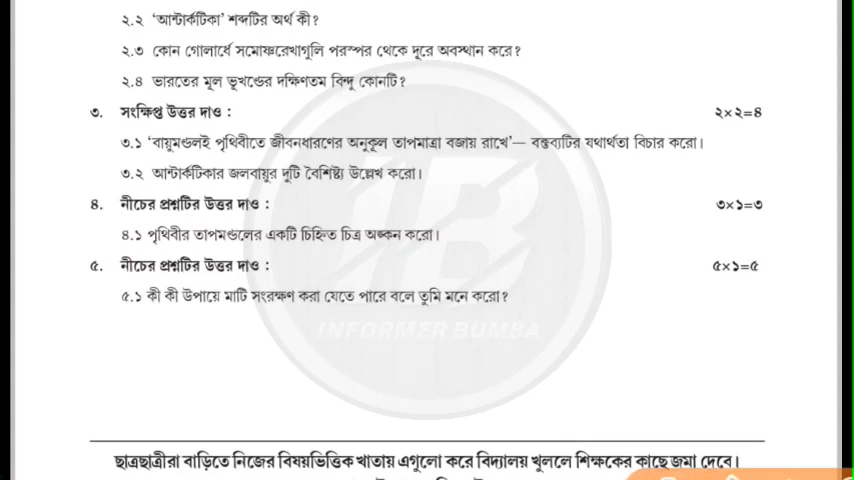 ২.২ ‘আন্টার্কটিকা’ শব্দটির অর্থ কী?
২.৩ কোন গোলার্ধে সমোষ্ণরেখাগুলি পরস্পর থেকে দূরে অবস্থান করে?
২.৪ ভারতের মূল ভূখণ্ডের দক্ষিণতম বিন্দু কোনটি?
৩. সংক্ষিপ্ত উত্তর দাও : ২×২=৪
৩.১ ‘বায়ুমণ্ডলই পৃথিবীতে জীবনধারণের অনুকূল তাপমাত্রা বজায় রাখে’— বক্তব্যটির যথার্থতা বিচার করো।
৩.২ আন্টার্কটিকার জলবায়ুর দুটি বৈশিষ্ট্য উল্লেখ করো।
৪. নীচের প্রশ্নটির উত্তর দাও : ৩×১=৩
৪.১ পৃথিবীর তাপমণ্ডলের একটি চিহ্নিত চিত্র অঙ্কন করো।
৫. নীচের প্রশ্নটির উত্তর দাও : ৫×১=৫
৫.১ কী কী উপায়ে মাটি সংরক্ষণ করা যেতে পারে বলে তুমি মনে করো?
IB
INFORMER BUMBA
ছাত্রছাত্রীরা বাড়িতে নিজের বিষয়ভিত্তিক খাতায় এগুলো করে বিদ্যালয় খুললে শিক্ষকের কাছে জমা দেবে।